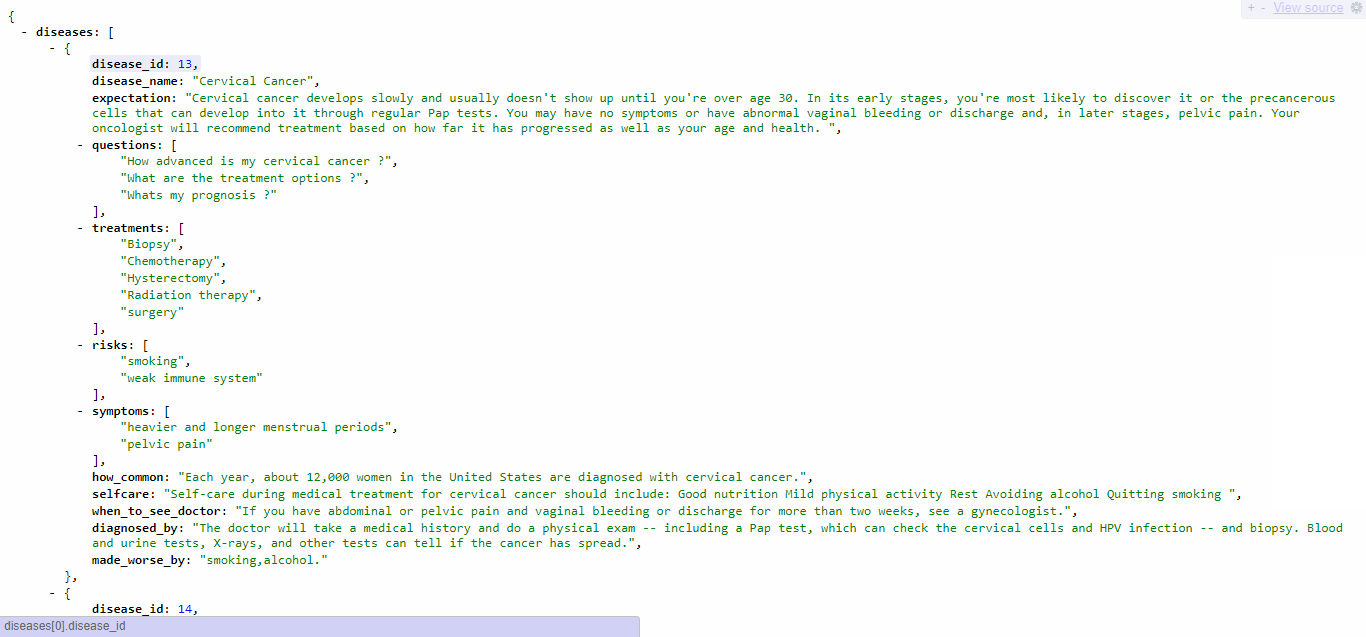 + - View source
{
- diseases: [
- {
disease_id: 13,
disease_name: "Cervical Cancer",
expectation: "Cervical cancer develops slowly and usually doesn't show up until you're over age 30. In its early stages, you're most likely to discover it or the precancerous
cells that can develop into it through regular Pap tests. You may have no symptoms or have abnormal vaginal bleeding or discharge and, in later stages, pelvic pain. Your
oncologist will recommend treatment based on how far it has progressed as well as your age and health. ",
- questions: [
"How advanced is my cervical cancer ?",
"What are the treatment options ?",
"Whats my prognosis ?"
],
- treatments: [
"Biopsy",
"Chemotherapy",
"Hysterectomy",
"Radiation therapy",
"surgery"
],
- risks: [
"smoking",
"weak immune system"
],
- symptoms: [
"heavier and longer menstrual periods",
"pelvic pain"
],
how_common: "Each year, about 12,000 women in the United States are diagnosed with cervical cancer.",
selfcare: "Self-care during medical treatment for cervical cancer should include: Good nutrition Mild physical activity Rest Avoiding alcohol Quitting smoking ",
when_to_see_doctor: "If you have abdominal or pelvic pain and vaginal bleeding or discharge for more than two weeks, see a gynecologist.",
diagnosed_by: "The doctor will take a medical history and do a physical exam -- including a Pap test, which can check the cervical cells and HPV infection -- and biopsy. Blood
and urine tests, X-rays, and other tests can tell if the cancer has spread.",
made_worse_by: "smoking,alcohol."
},
- {
disease_id: 14,
diseases[0].disease_id